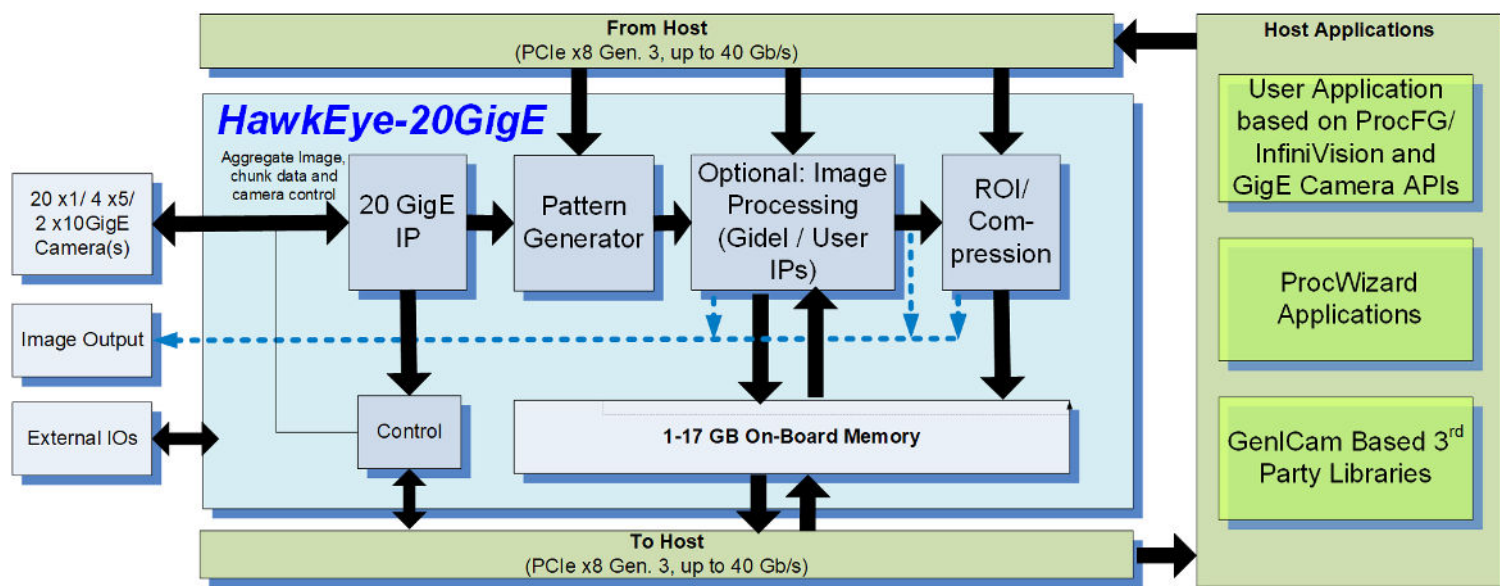 From Host
(PCIe x8 Gen. 3, up to 40 Gb/s)
Host Applications
User Application
based on ProcFG/
InfiniVision and
GigE Camera APIs
ProcWizard
Applications
GenICam Based 3rd
Party Libraries
HawkEye-20GigE
Aggregate Image,
chunk data and
camera control
20 x1/ 4 x5/
2 x10GigE
Camera(s)
20 GigE
IP
Pattern
Generator
Optional: Image
Processing
(Gidel / User
IPs)
ROI/
Com-
pression
Image Output
External IOs
Control
1-17 GB On-Board Memory
To Host
(PCIe x8 Gen. 3, up to 40 Gb/s)